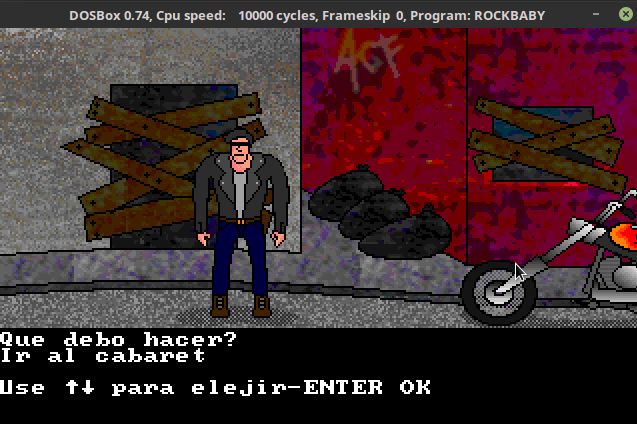 DOSBox 0.74, Cpu speed: 10000 cycles, Frameskip 0, Program: ROCKBABY
Que debo hacer?
Ir al cabaret
Use ↑↓ para elejir-ENTER OK